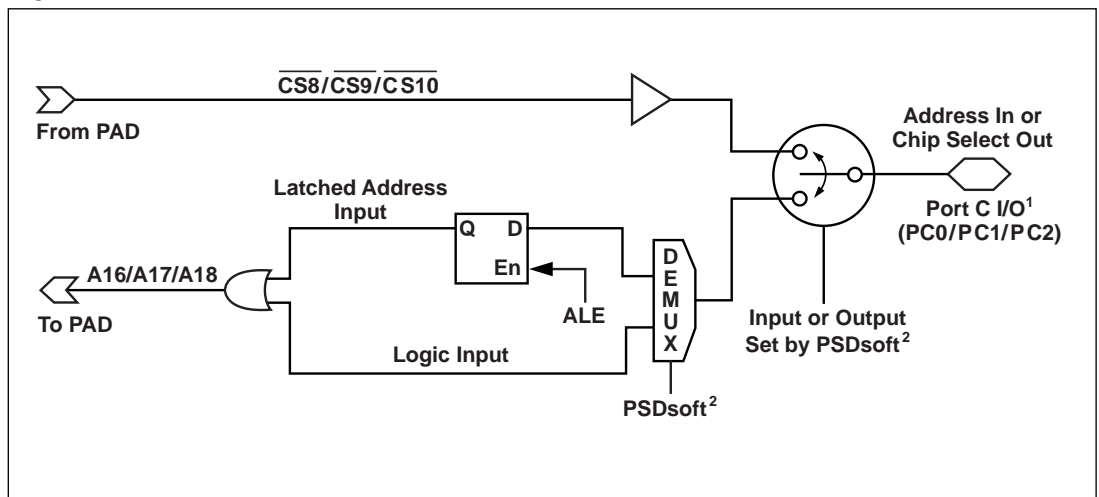 CS8/CS9/CS10
From PAD
Address In or
Chip Select Out
Port C I/O1
(PC0/PC1/PC2)
Latched Address
Input
Q D
En
ALE
D
E
M
U
X
A16/A17/A18
To PAD
Logic Input
Input or Output
Set by PSDsoft2
PSDsoft2